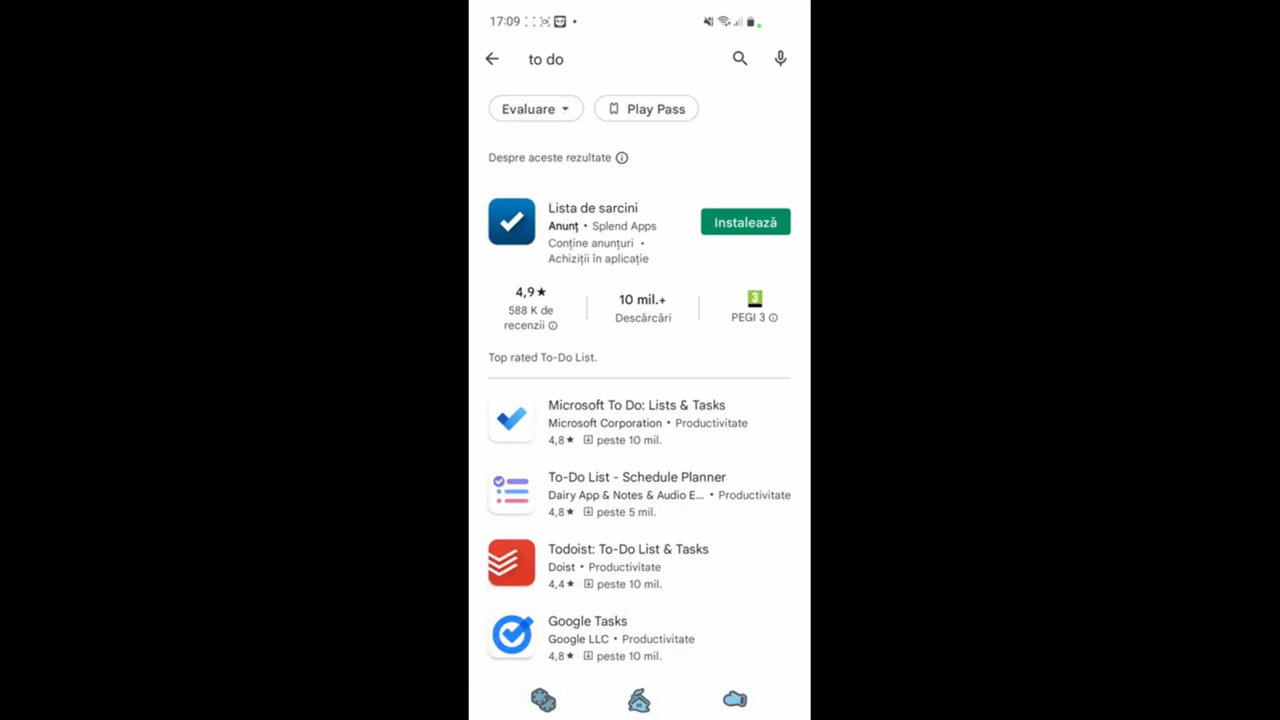 17:09
to do
Evaluare
Play Pass
Despre aceste rezultate
Lista de sarcini
Anunț • Splend Apps
Conține anunțuri •
Achiziții în aplicație
Instalează
4,9★
588 K de
recenzii
10 mil.+
Descărcări
3
PEGI 3
Top rated To-Do List.
Microsoft To Do: Lists & Tasks
Microsoft Corporation • Productivitate
4,8★ peste 10 mil.
To-Do List - Schedule Planner
Dairy App & Notes & Audio E... • Productivitate
4,8★ peste 5 mil.
Todoist: To-Do List & Tasks
Doist • Productivitate
4,4★ peste 10 mil.
Google Tasks
Google LLC • Productivitate
4,8★ peste 10 mil.